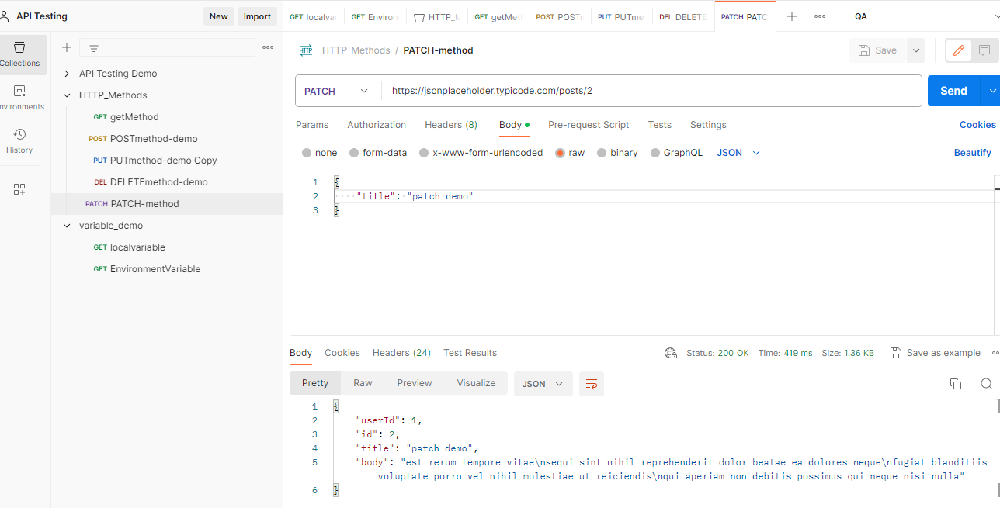 API Testing
New
Import
GET localva
GET Environ
HTTP_M
GET getMet
POST POSTm
PUT PUTme
DEL DELETE
PATCH PATC
QA
Collections
nvironments
History
API Testing Demo
HTTP_Methods
GET getMethod
POST POSTmethod-demo
PUT PUTmethod-demo Copy
DEL DELETEmethod-demo
PATCH PATCH-method
variable_demo
GET localvariable
GET EnvironmentVariable
HTTP HTTP_Methods / PATCH-method
Save
PATCH
https://jsonplaceholder.typicode.com/posts/2
Send
Params Authorization Headers (8) Body Pre-request Script Tests Settings
Cookies
none form-data x-www-form-urlencoded raw binary GraphQL JSON
Beautify
1 {
2 ····"title":·"patch·demo"
3 }
Body Cookies Headers (24) Test Results
Status: 200 OK Time: 419 ms Size: 1.36 KB
Save as example
Pretty Raw Preview Visualize
JSON
1 {
2 "userId": 1,
3 "id": 2,
4 "title": "patch demo",
5 "body": "est rerum tempore vitae\nsequi sint nihil reprehenderit dolor beatae ea dolores neque\nfugiat blanditiis
voluptate porro vel nihil molestiae ut reiciendis\nqui aperiam non debitis possimus qui neque nisi nulla"
6 }